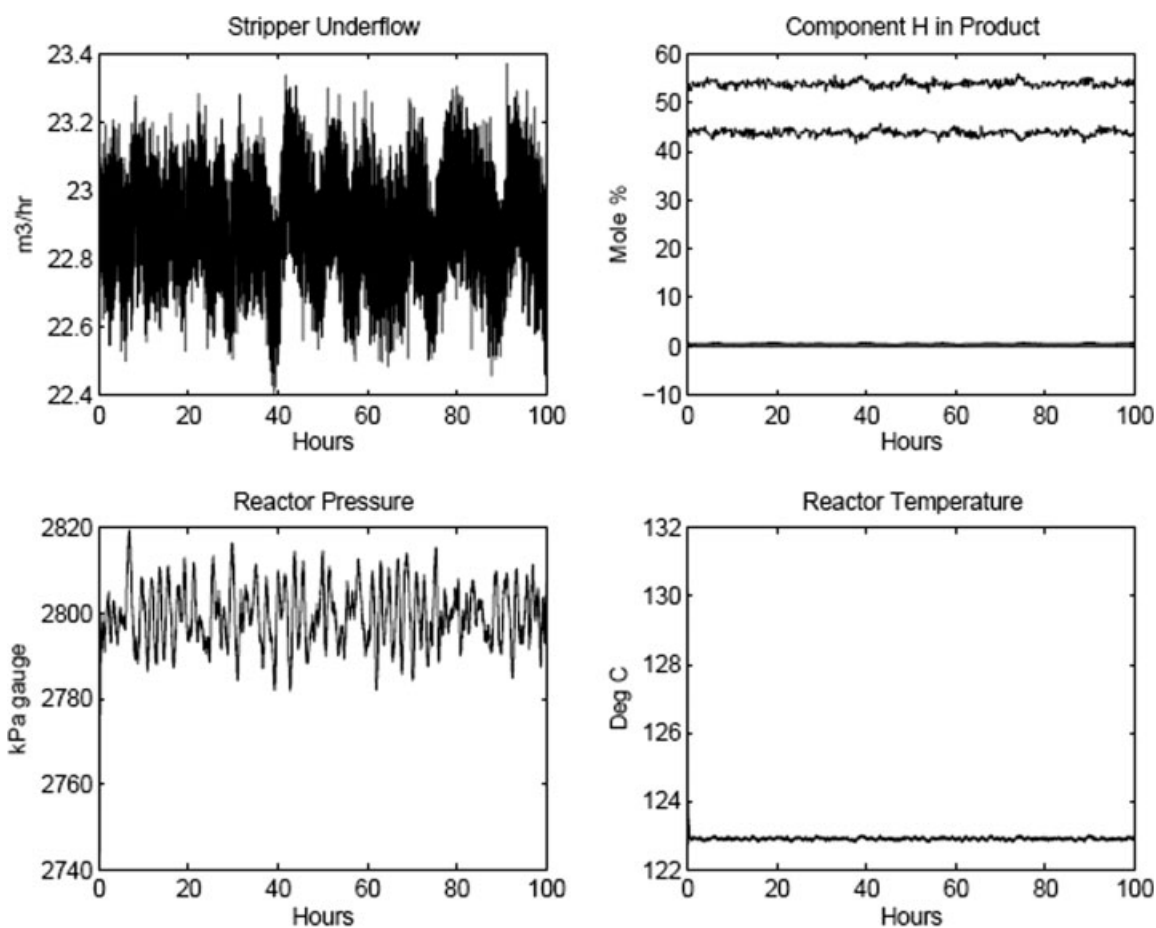 Stripper Underflow
23.4
23.2
23
22.8
22.6
22.4
m3/hr
0 20 40 60 80 100
Hours
Component H in Product
60
50
40
30
20
10
0
−10
Mole %
0 20 40 60 80 100
Hours
Reactor Pressure
2820
2800
2780
2760
2740
kPa gauge
0 20 40 60 80 100
Hours
Reactor Temperature
132
130
128
126
124
122
Deg C
0 20 40 60 80 100
Hours